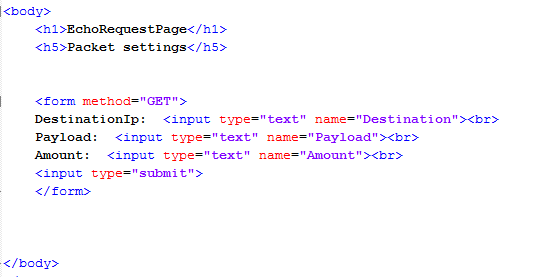 <body>
<h1>EchoRequestPage</h1>
<h5>Packet settings</h5>
<form method="GET">
DestinationIp:  <input type="text" name="Destination"><br>
Payload:  <input type="text" name="Payload"><br>
Amount:  <input type="text" name="Amount"><br>
<input type="submit">
</form>
</body>